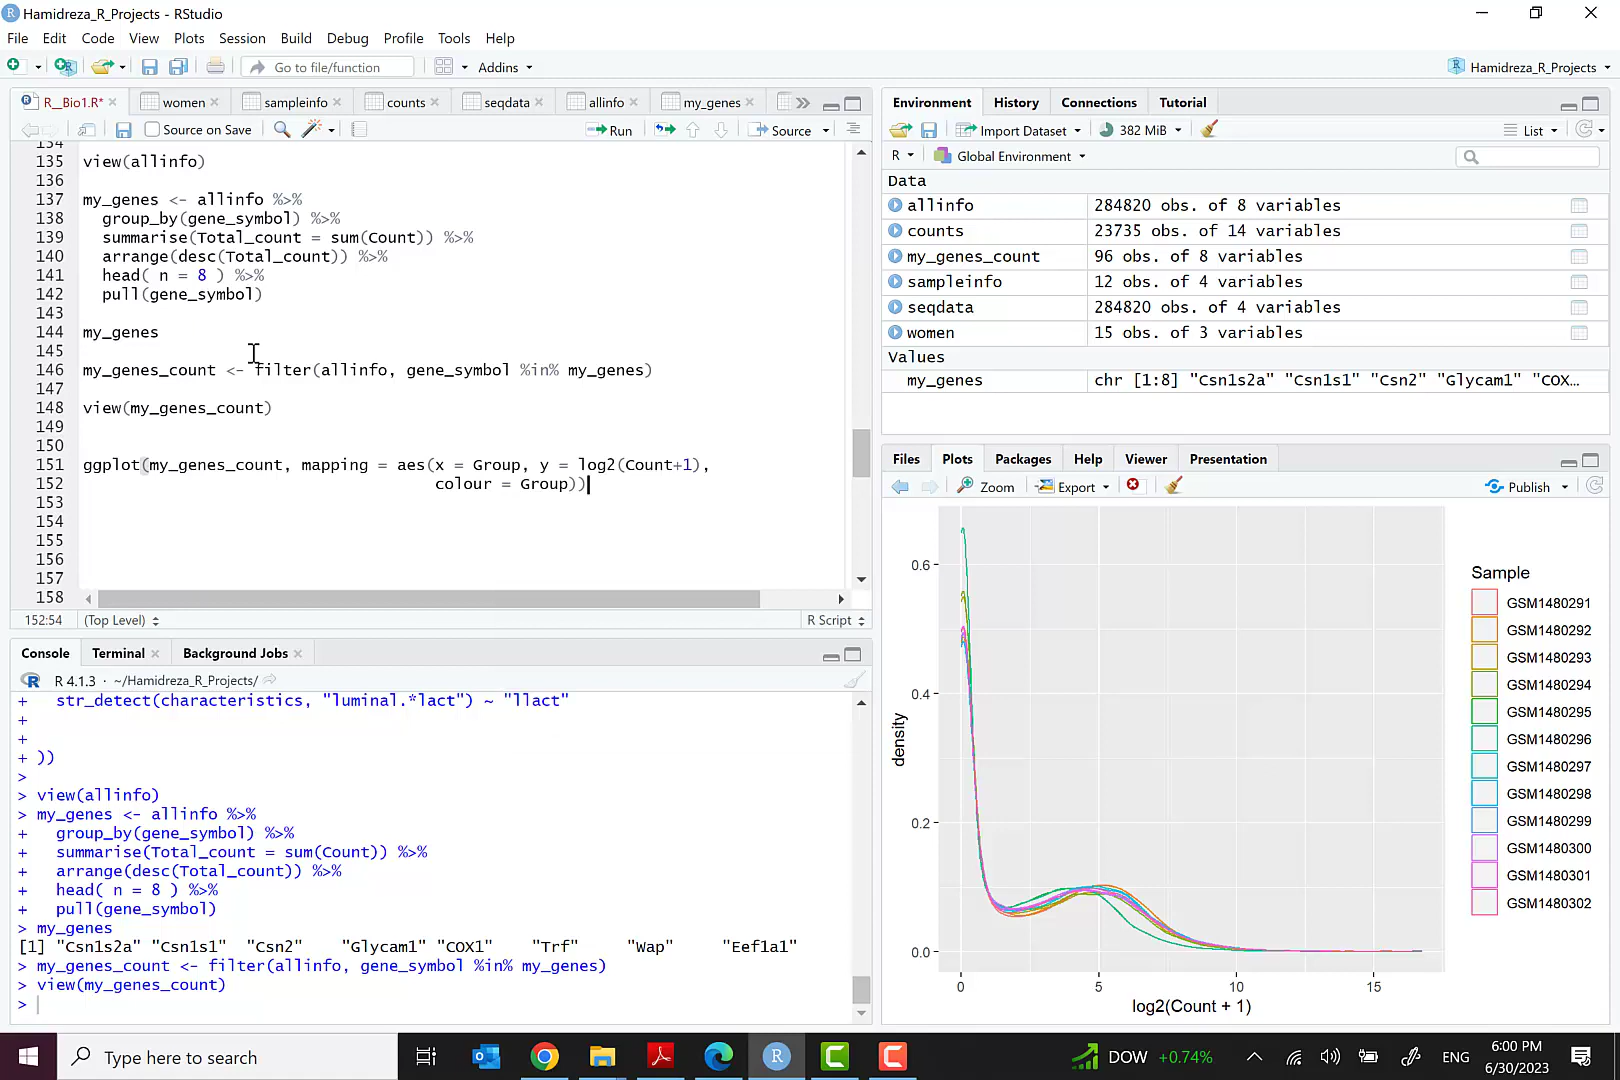 Hamidreza_R_Projects - RStudio
File Edit Code View Plots Session Build Debug Profile Tools Help
Go to file/function Addins Hamidreza_R_Projects
R__Bio1.R* women sampleinfo counts seqdata allinfo my_genes
Source on Save Run Source
134
135 view(allinfo)
136
137 my_genes <- allinfo %>%
138 group_by(gene_symbol) %>%
139 summarise(Total_count = sum(Count)) %>%
140 arrange(desc(Total_count)) %>%
141 head( n = 8 ) %>%
142 pull(gene_symbol)
143
144 my_genes
145
146 my_genes_count <- filter(allinfo, gene_symbol %in% my_genes)
147
148 view(my_genes_count)
149
150
151 ggplot(my_genes_count, mapping = aes(x = Group, y = log2(Count+1),
152 colour = Group))
153
154
155
156
157
158
152:54 (Top Level) R Script
Console Terminal Background Jobs
R 4.1.3 · ~/Hamidreza_R_Projects/
+ str_detect(characteristics, "luminal.*lact") ~ "llact"
+
+
+ ))
>
> view(allinfo)
> my_genes <- allinfo %>%
+ group_by(gene_symbol) %>%
+ summarise(Total_count = sum(Count)) %>%
+ arrange(desc(Total_count)) %>%
+ head( n = 8 ) %>%
+ pull(gene_symbol)
> my_genes
[1] "Csn1s2a" "Csn1s1" "Csn2" "Glycam1" "COX1" "Trf" "Wap" "Eef1a1"
> my_genes_count <- filter(allinfo, gene_symbol %in% my_genes)
> view(my_genes_count)
>
Environment History Connections Tutorial
Import Dataset 382 MiB List
R Global Environment
Data
allinfo 284820 obs. of 8 variables
counts 23735 obs. of 14 variables
my_genes_count 96 obs. of 8 variables
sampleinfo 12 obs. of 4 variables
seqdata 284820 obs. of 4 variables
women 15 obs. of 3 variables
Values
my_genes chr [1:8] "Csn1s2a" "Csn1s1" "Csn2" "Glycam1" "COX…
Files Plots Packages Help Viewer Presentation
Zoom Export Publish
0.6
0.4
0.2
0.0
density
0 5 10 15
log2(Count + 1)
Sample
GSM1480291
GSM1480292
GSM1480293
GSM1480294
GSM1480295
GSM1480296
GSM1480297
GSM1480298
GSM1480299
GSM1480300
GSM1480301
GSM1480302
Type here to search DOW +0.74% ENG 6:00 PM
6/30/2023